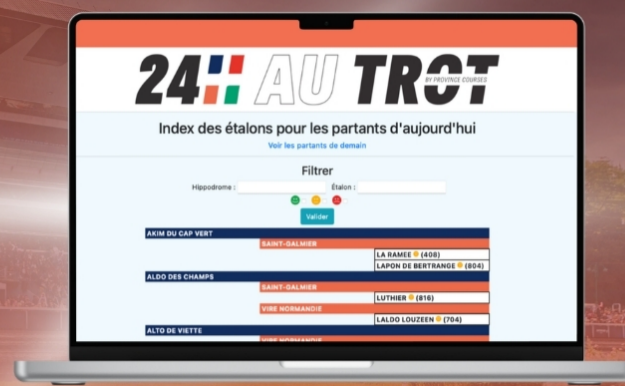 24H AU TROT
BY PROVINCE COURSES
Index des étalons pour les partants d'aujourd'hui
Voir les partants de demain
Filtrer
Hippodrome : Étalon :
Valider
AKIM DU CAP VERT
SAINT-GALMIER
LA RAMEE (408)
LAPON DE BERTRANGE (804)
ALDO DES CHAMPS
SAINT-GALMIER
LUTHIER (816)
VIRE NORMANDIE
LALDO LOUZEEN (704)
ALTO DE VIETTE
VIRE NORMANDIE